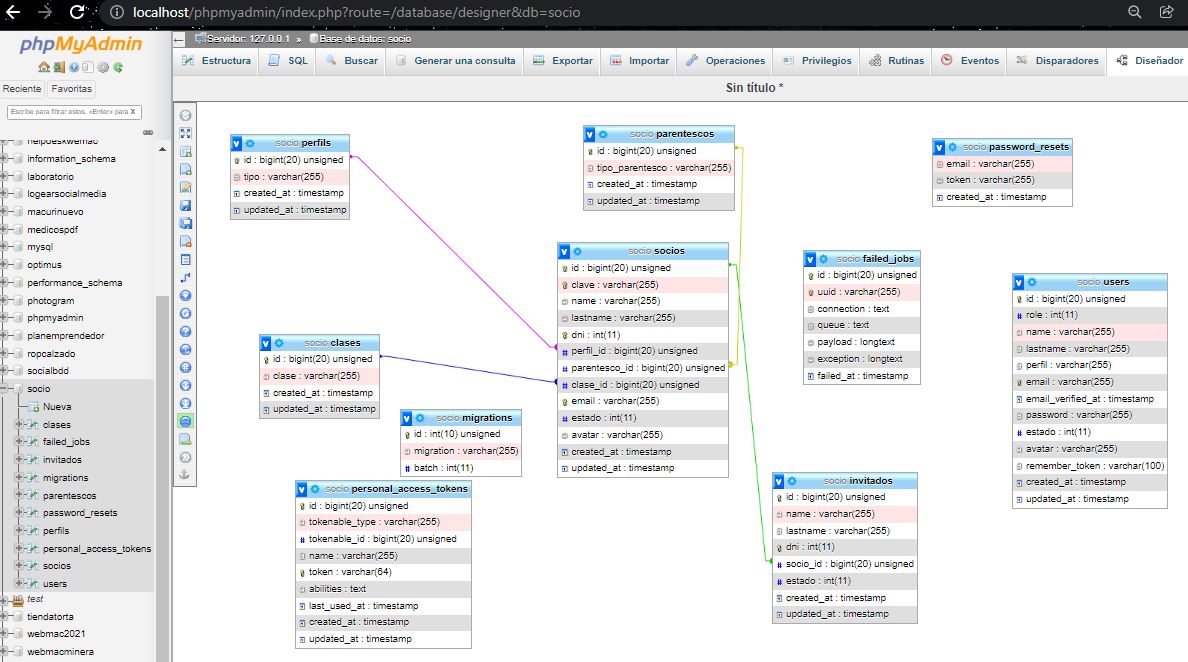 localhost/phpmyadmin/index.php?route=/database/designer&db=socio
phpMyAdmin
Reciente Favoritas
Escribe para filtrar estos, «Enter» para X
helpdeskwemac
information_schema
laboratorio
logearsocialmedia
macurinuevo
medicospdf
mysql
optimus
performance_schema
photogram
phpmyadmin
planemprendedor
ropcalzado
socialbdd
socio
Nueva
clases
failed_jobs
invitados
migrations
parentescos
password_resets
perfils
personal_access_tokens
socios
users
test
tiendatorta
webmac2021
webmacminera
Servidor: 127.0.0.1 » Base de datos: socio
Estructura SQL Buscar Generar una consulta Exportar Importar Operaciones Privilegios Rutinas Eventos Disparadores Diseñador
Sin título *
v socio perfils
id : bigint(20) unsigned
tipo : varchar(255)
created_at : timestamp
updated_at : timestamp
v socio parentescos
id : bigint(20) unsigned
tipo_parentesco : varchar(255)
created_at : timestamp
updated_at : timestamp
v socio password_resets
email : varchar(255)
token : varchar(255)
created_at : timestamp
v socio socios
id : bigint(20) unsigned
clave : varchar(255)
name : varchar(255)
lastname : varchar(255)
dni : int(11)
# perfil_id : bigint(20) unsigned
# parentesco_id : bigint(20) unsigned
# clase_id : bigint(20) unsigned
email : varchar(255)
# estado : int(11)
avatar : varchar(255)
created_at : timestamp
updated_at : timestamp
v socio failed_jobs
id : bigint(20) unsigned
uuid : varchar(255)
connection : text
queue : text
payload : longtext
exception : longtext
failed_at : timestamp
v socio users
id : bigint(20) unsigned
# role : int(11)
name : varchar(255)
lastname : varchar(255)
perfil : varchar(255)
email : varchar(255)
email_verified_at : timestamp
password : varchar(255)
# estado : int(11)
avatar : varchar(255)
remember_token : varchar(100)
created_at : timestamp
updated_at : timestamp
v socio clases
id : bigint(20) unsigned
clase : varchar(255)
created_at : timestamp
updated_at : timestamp
v socio migrations
id : int(10) unsigned
migration : varchar(255)
# batch : int(11)
v socio personal_access_tokens
id : bigint(20) unsigned
tokenable_type : varchar(255)
# tokenable_id : bigint(20) unsigned
name : varchar(255)
token : varchar(64)
abilities : text
last_used_at : timestamp
created_at : timestamp
updated_at : timestamp
v socio invitados
id : bigint(20) unsigned
name : varchar(255)
lastname : varchar(255)
dni : int(11)
# socio_id : bigint(20) unsigned
# estado : int(11)
created_at : timestamp
updated_at : timestamp